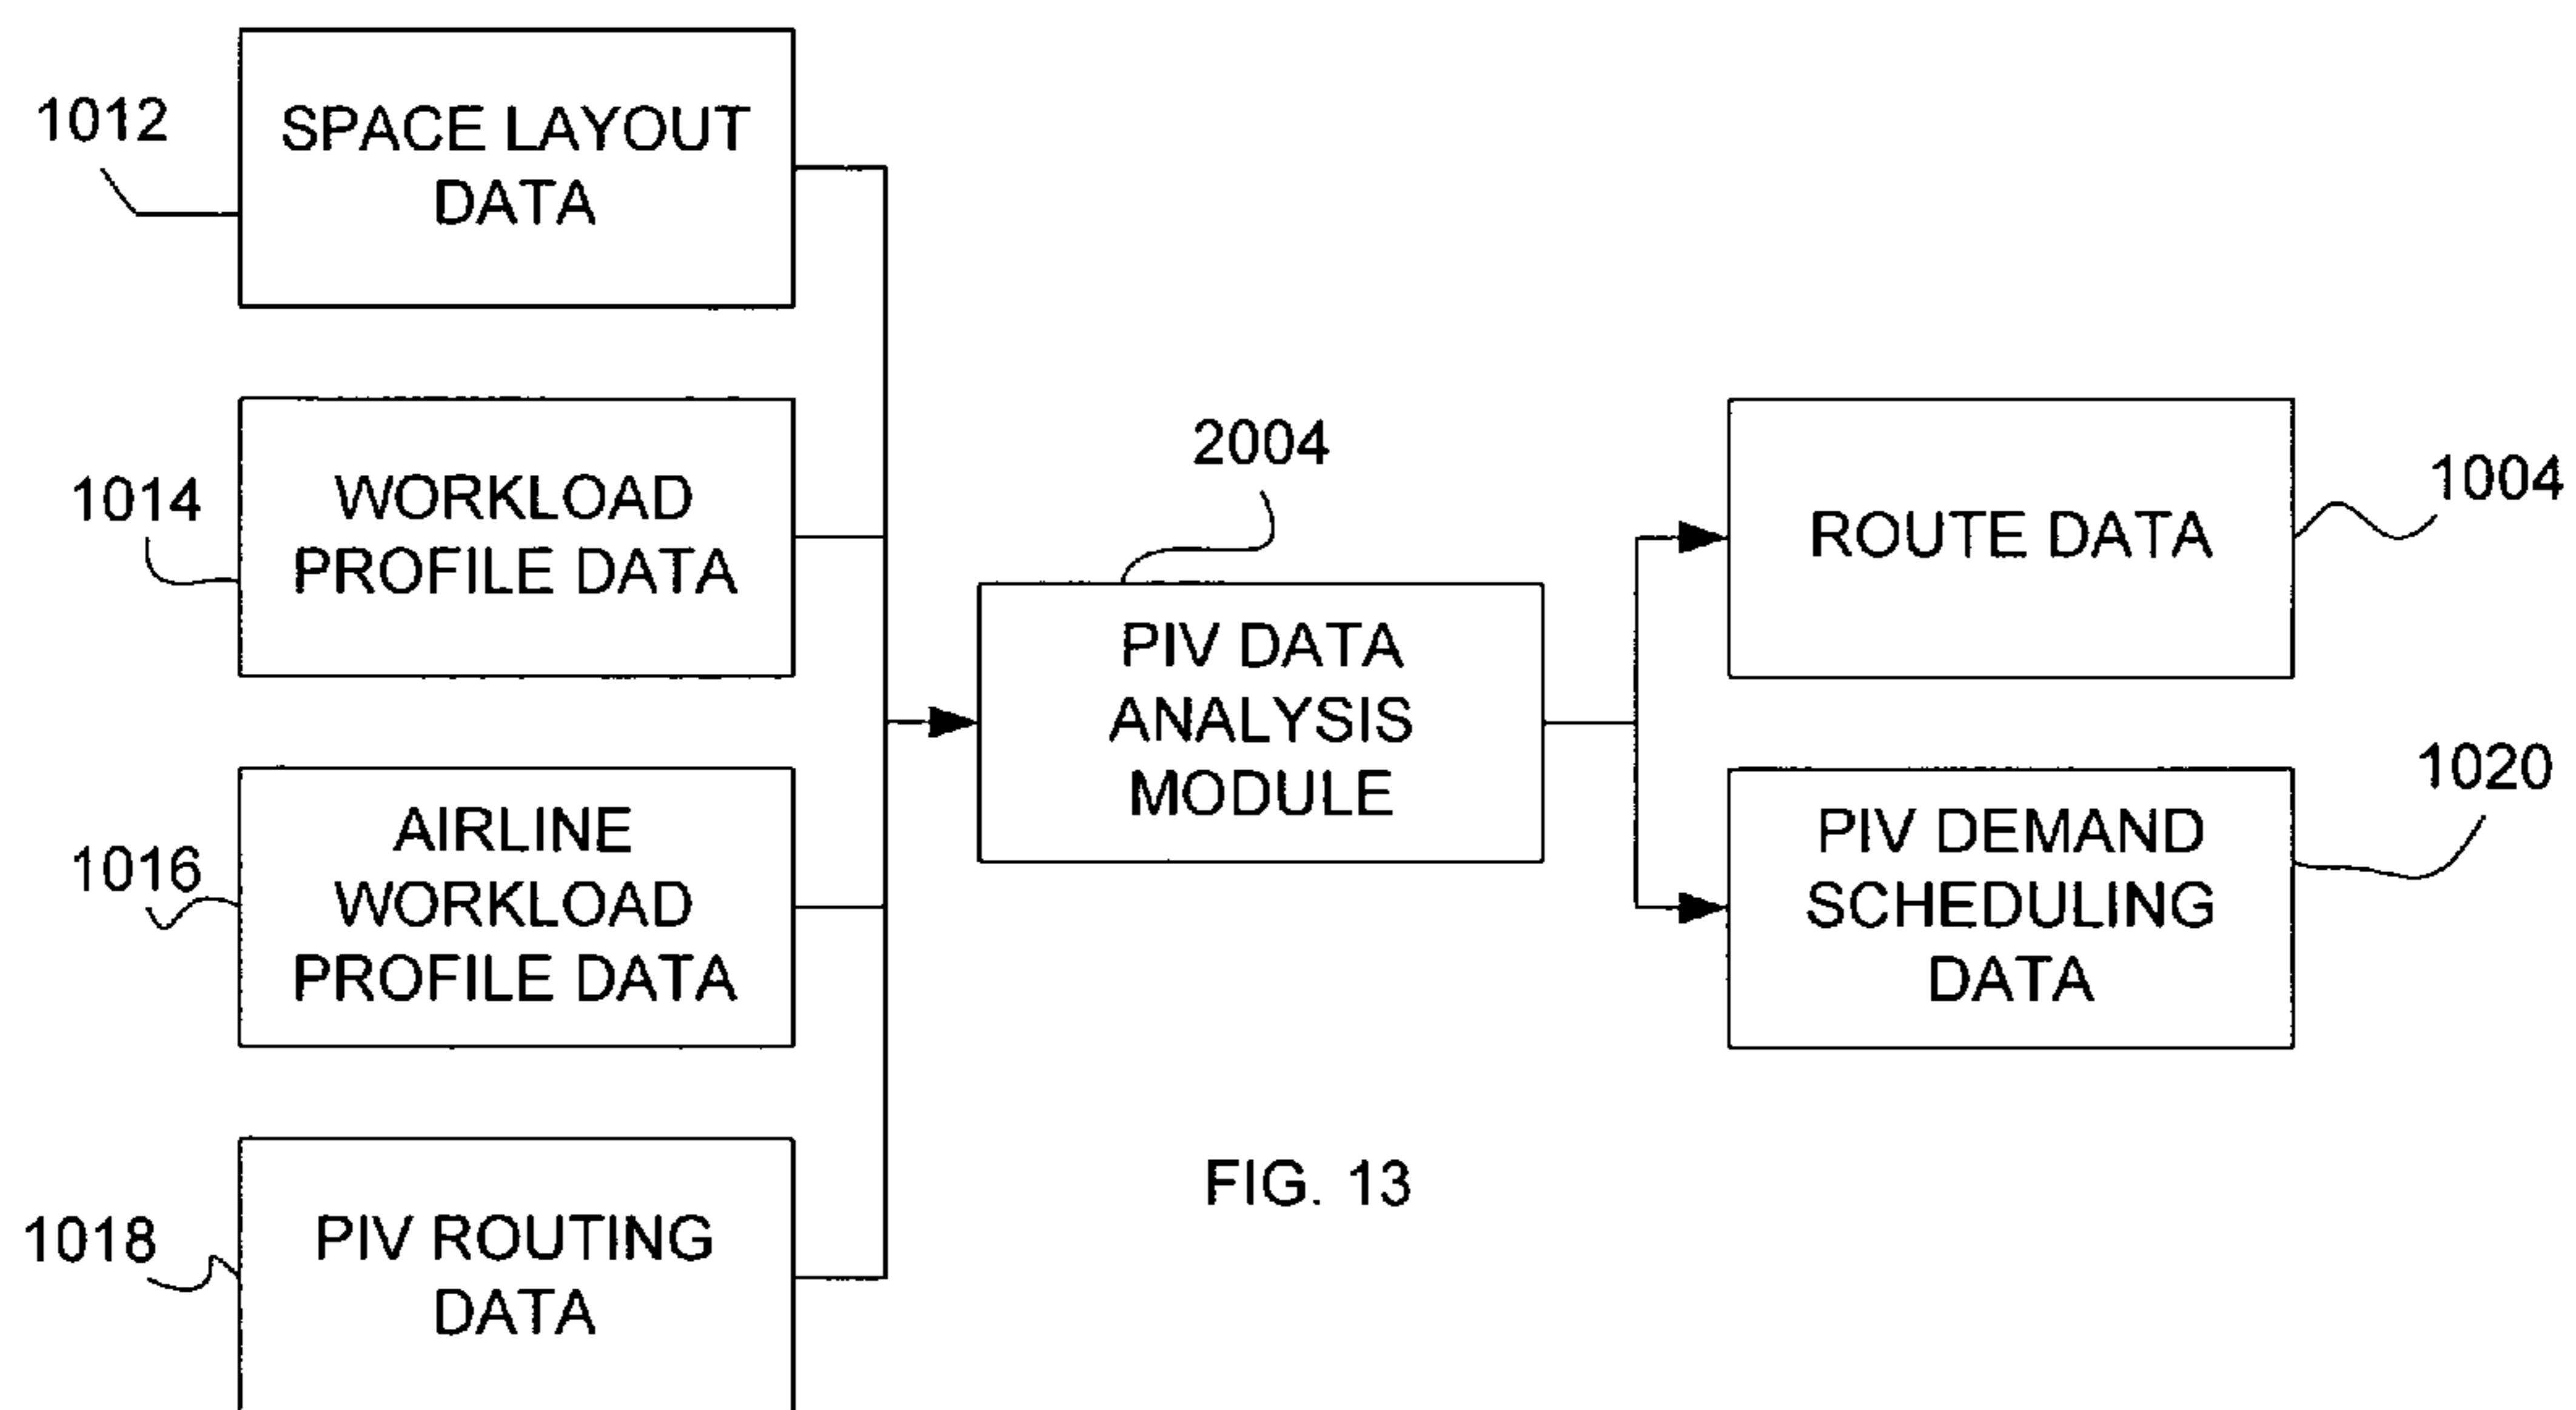 1012
SPACE LAYOUT
DATA
1014
WORKLOAD
PROFILE DATA
1016
AIRLINE
WORKLOAD
PROFILE DATA
1018
PIV ROUTING
DATA
2004
PIV DATA
ANALYSIS
MODULE
1004
ROUTE DATA
1020
PIV DEMAND
SCHEDULING
DATA
FIG. 13